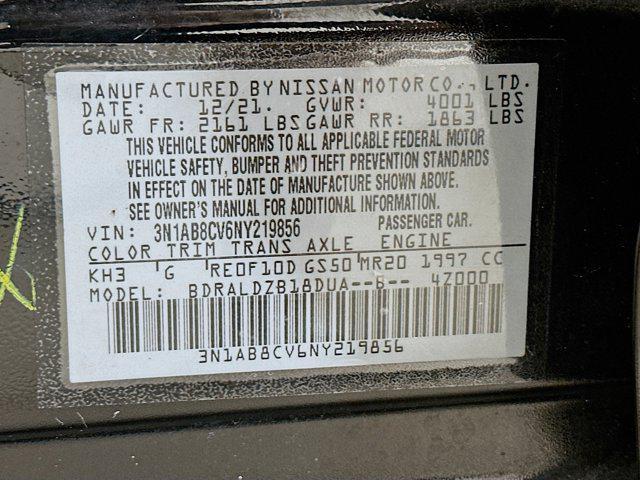 MANUFACTURED BY NISSAN MOTOR CO., LTD.
DATE: 12/21. GVWR: 4001 LBS
GAWR FR: 2161 LBS GAWR RR: 1863 LBS
THIS VEHICLE CONFORMS TO ALL APPLICABLE FEDERAL MOTOR
VEHICLE SAFETY, BUMPER AND THEFT PREVENTION STANDARDS
IN EFFECT ON THE DATE OF MANUFACTURE SHOWN ABOVE.
SEE OWNER'S MANUAL FOR ADDITIONAL INFORMATION.
VIN: 3N1AB8CV6NY219856 PASSENGER CAR.
COLOR TRIM TRANS AXLE ENGINE
KH3 G RE0F10D GS50 MR20 1997 CC
MODEL: BDRALDZB18DUA--B-- 4Z000
3N1AB8CV6NY219856